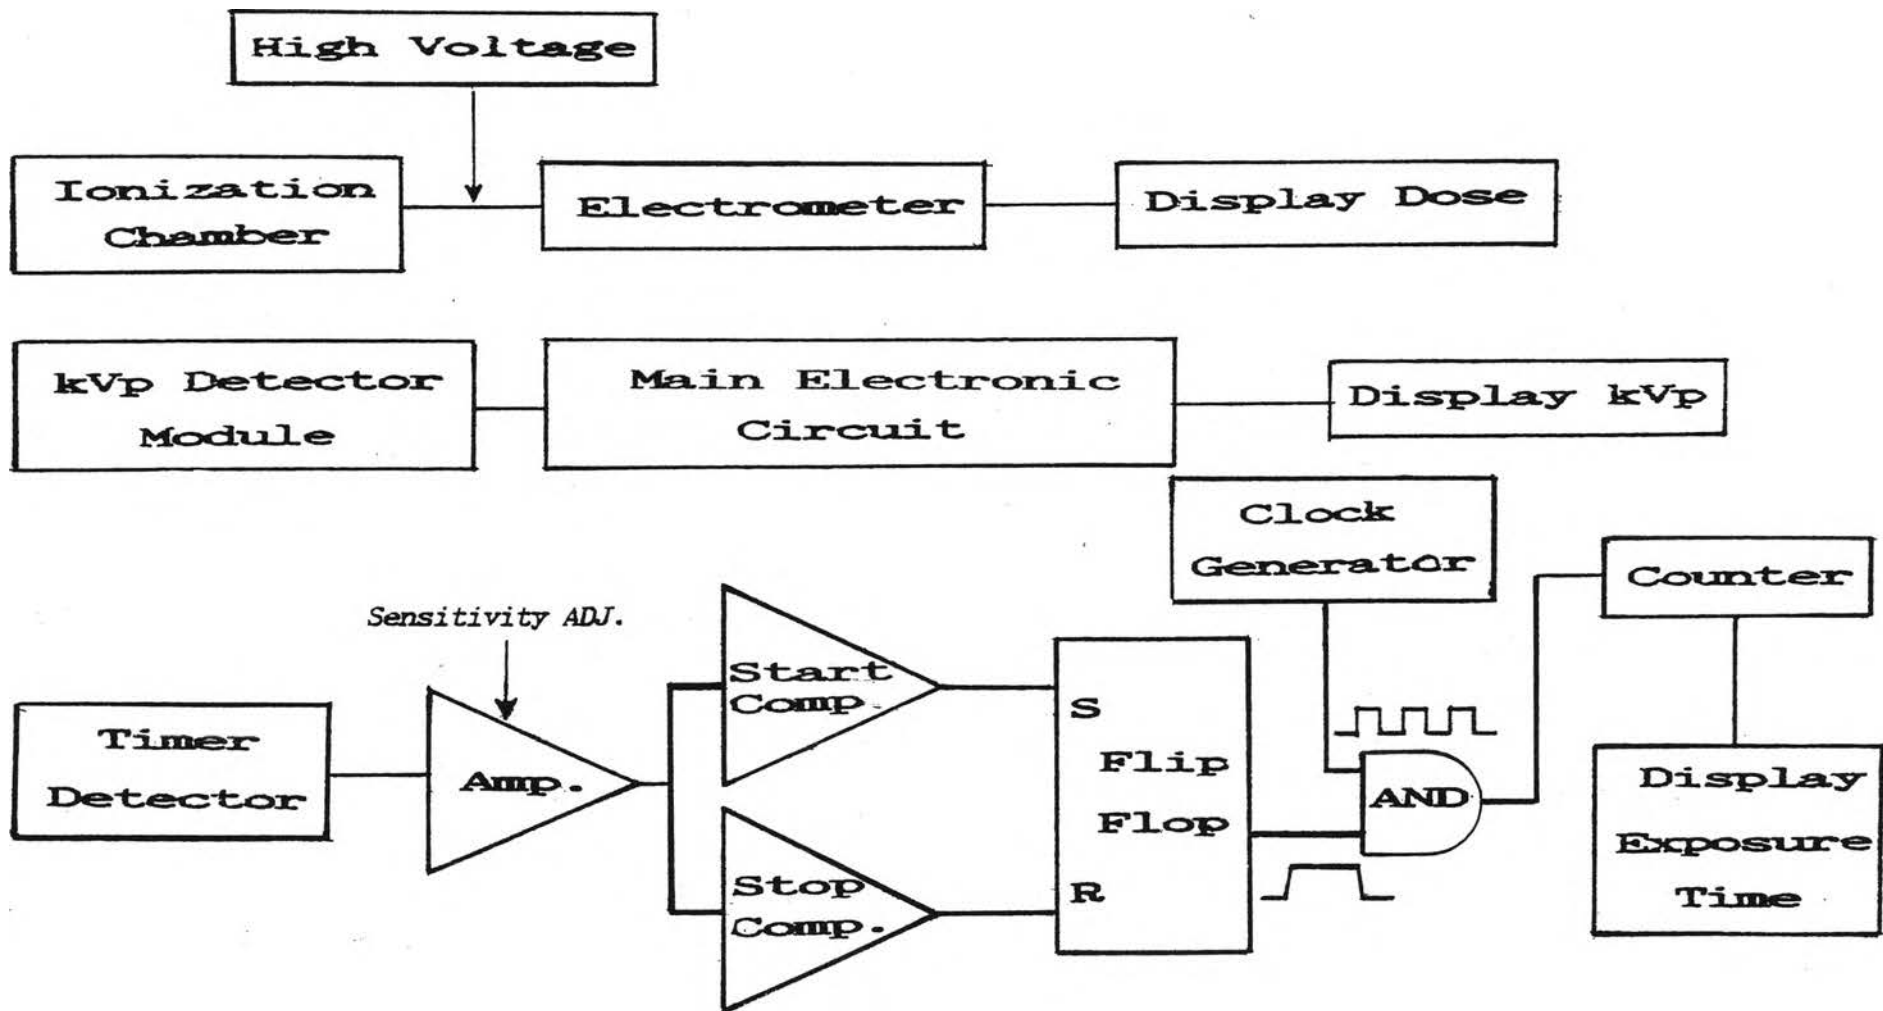 High Voltage
Ionization
Chamber
Electrometer
Display Dose
kVp Detector
Module
Main Electronic
Circuit
Display kVp
Clock
Generator
Counter
Sensitivity ADJ.
Timer
Detector
Amp.
Start
Comp.
Stop
Comp.
S
Flip
Flop
R
AND
Display
Exposure
Time